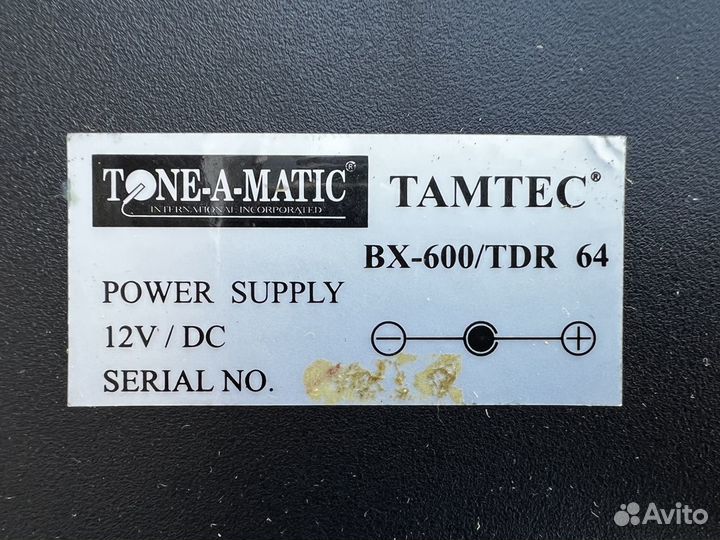 TONE-A-MATIC®
INTERNATIONAL INCORPORATED
TAMTEC®
BX-600/TDR 64
POWER SUPPLY
12V / DC
SERIAL NO.
Avito